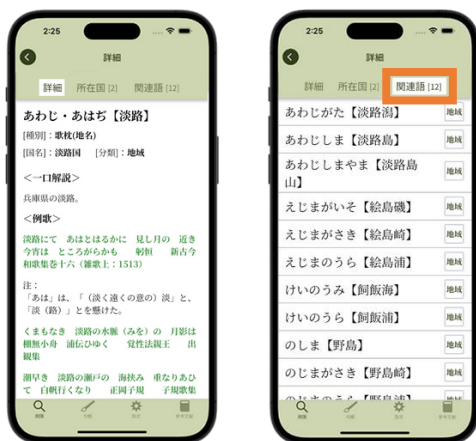 2:25
詳細
詳細 所在国 [2] 関連語 [12]
あわじ・あはぢ【淡路】
[種別]：歌枕(地名)
[国名]：淡路国 [分類]：地域
＜一口解説＞
兵庫県の淡路。
＜例歌＞
淡路にて あはとはるかに 見し月の 近き
今宵は ところがらかも 躬恒 新古今
和歌集巻十六（雑歌上：1513）
注：
「あは」は、「（淡く遠くの意の）淡」と、
「淡（路）」とを懸けた。
くまもなき 淡路の水脈（みを）の 月影は
棚無小舟 浦伝ひゆく 覚性法親王 出
観集
潮早き 淡路の瀬戸の 海狭み 重なりあひ
て 白帆行くなり 正岡子規 子規歌集
2:25
詳細
詳細 所在国 [2] 関連語 [12]
あわじがた【淡路潟】 地域
あわじしま【淡路島】 地域
あわじしまやま【淡路島
山】 地域
えじまがいそ【絵島磯】 地域
えじまがさき【絵島崎】 地域
えじまのうら【絵島浦】 地域
けいのうみ【飼飯海】 地域
けいのうら【飼飯浦】 地域
のしま【野島】 地域
のじまがさき【野島崎】 地域